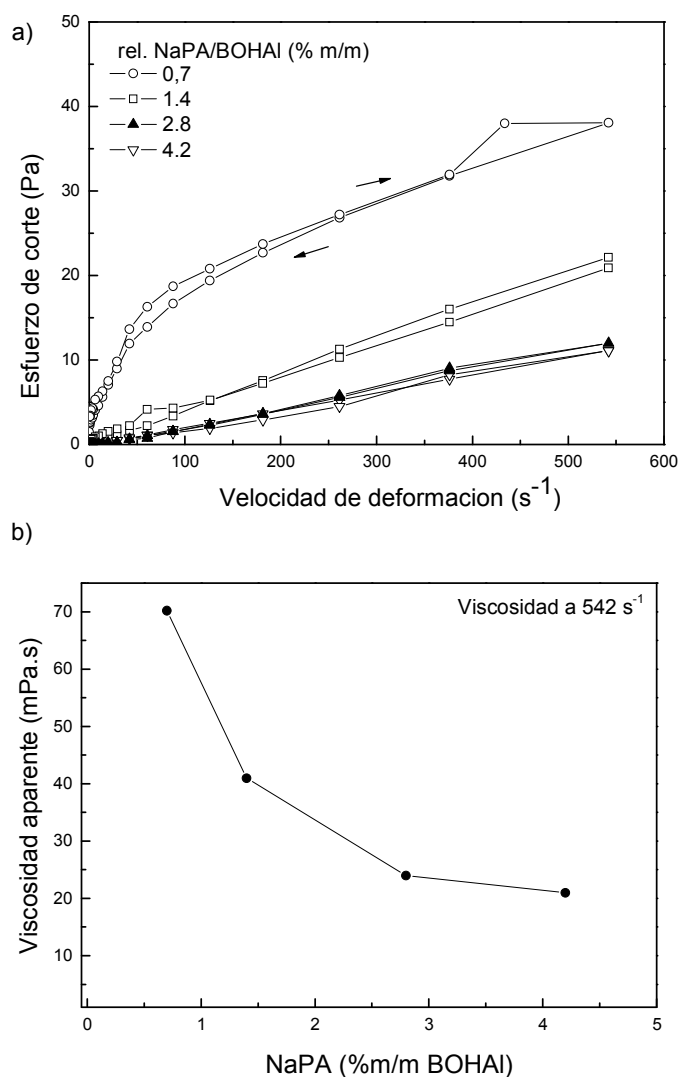 a)
50
40
30
20
10
0
Esfuerzo de corte (Pa)
rel. NaPA/BOHAl (% m/m)
0,7
1.4
2.8
4.2
0 100 200 300 400 500 600
Velocidad de deformacion (s⁻¹)
b)
70
60
50
40
30
20
10
Viscosidad aparente (mPa.s)
Viscosidad a 542 s⁻¹
0 1 2 3 4 5
NaPA (%m/m BOHAl)